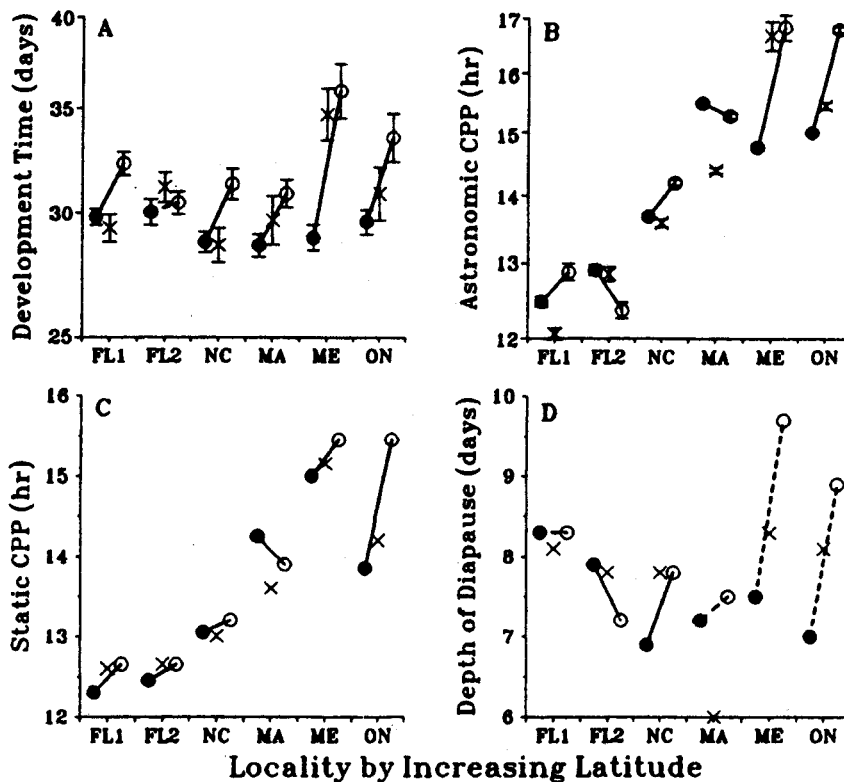 A
Development Time (days)
40
35
30
25
FL1 FL2 NC MA ME ON
B
Astronomic CPP (hr)
17
16
15
14
13
12
FL1 FL2 NC MA ME ON
C
Static CPP (hr)
16
15
14
13
12
FL1 FL2 NC MA ME ON
D
Depth of Diapause (days)
10
9
8
7
6
FL1 FL2 NC MA ME ON
Locality by Increasing Latitude